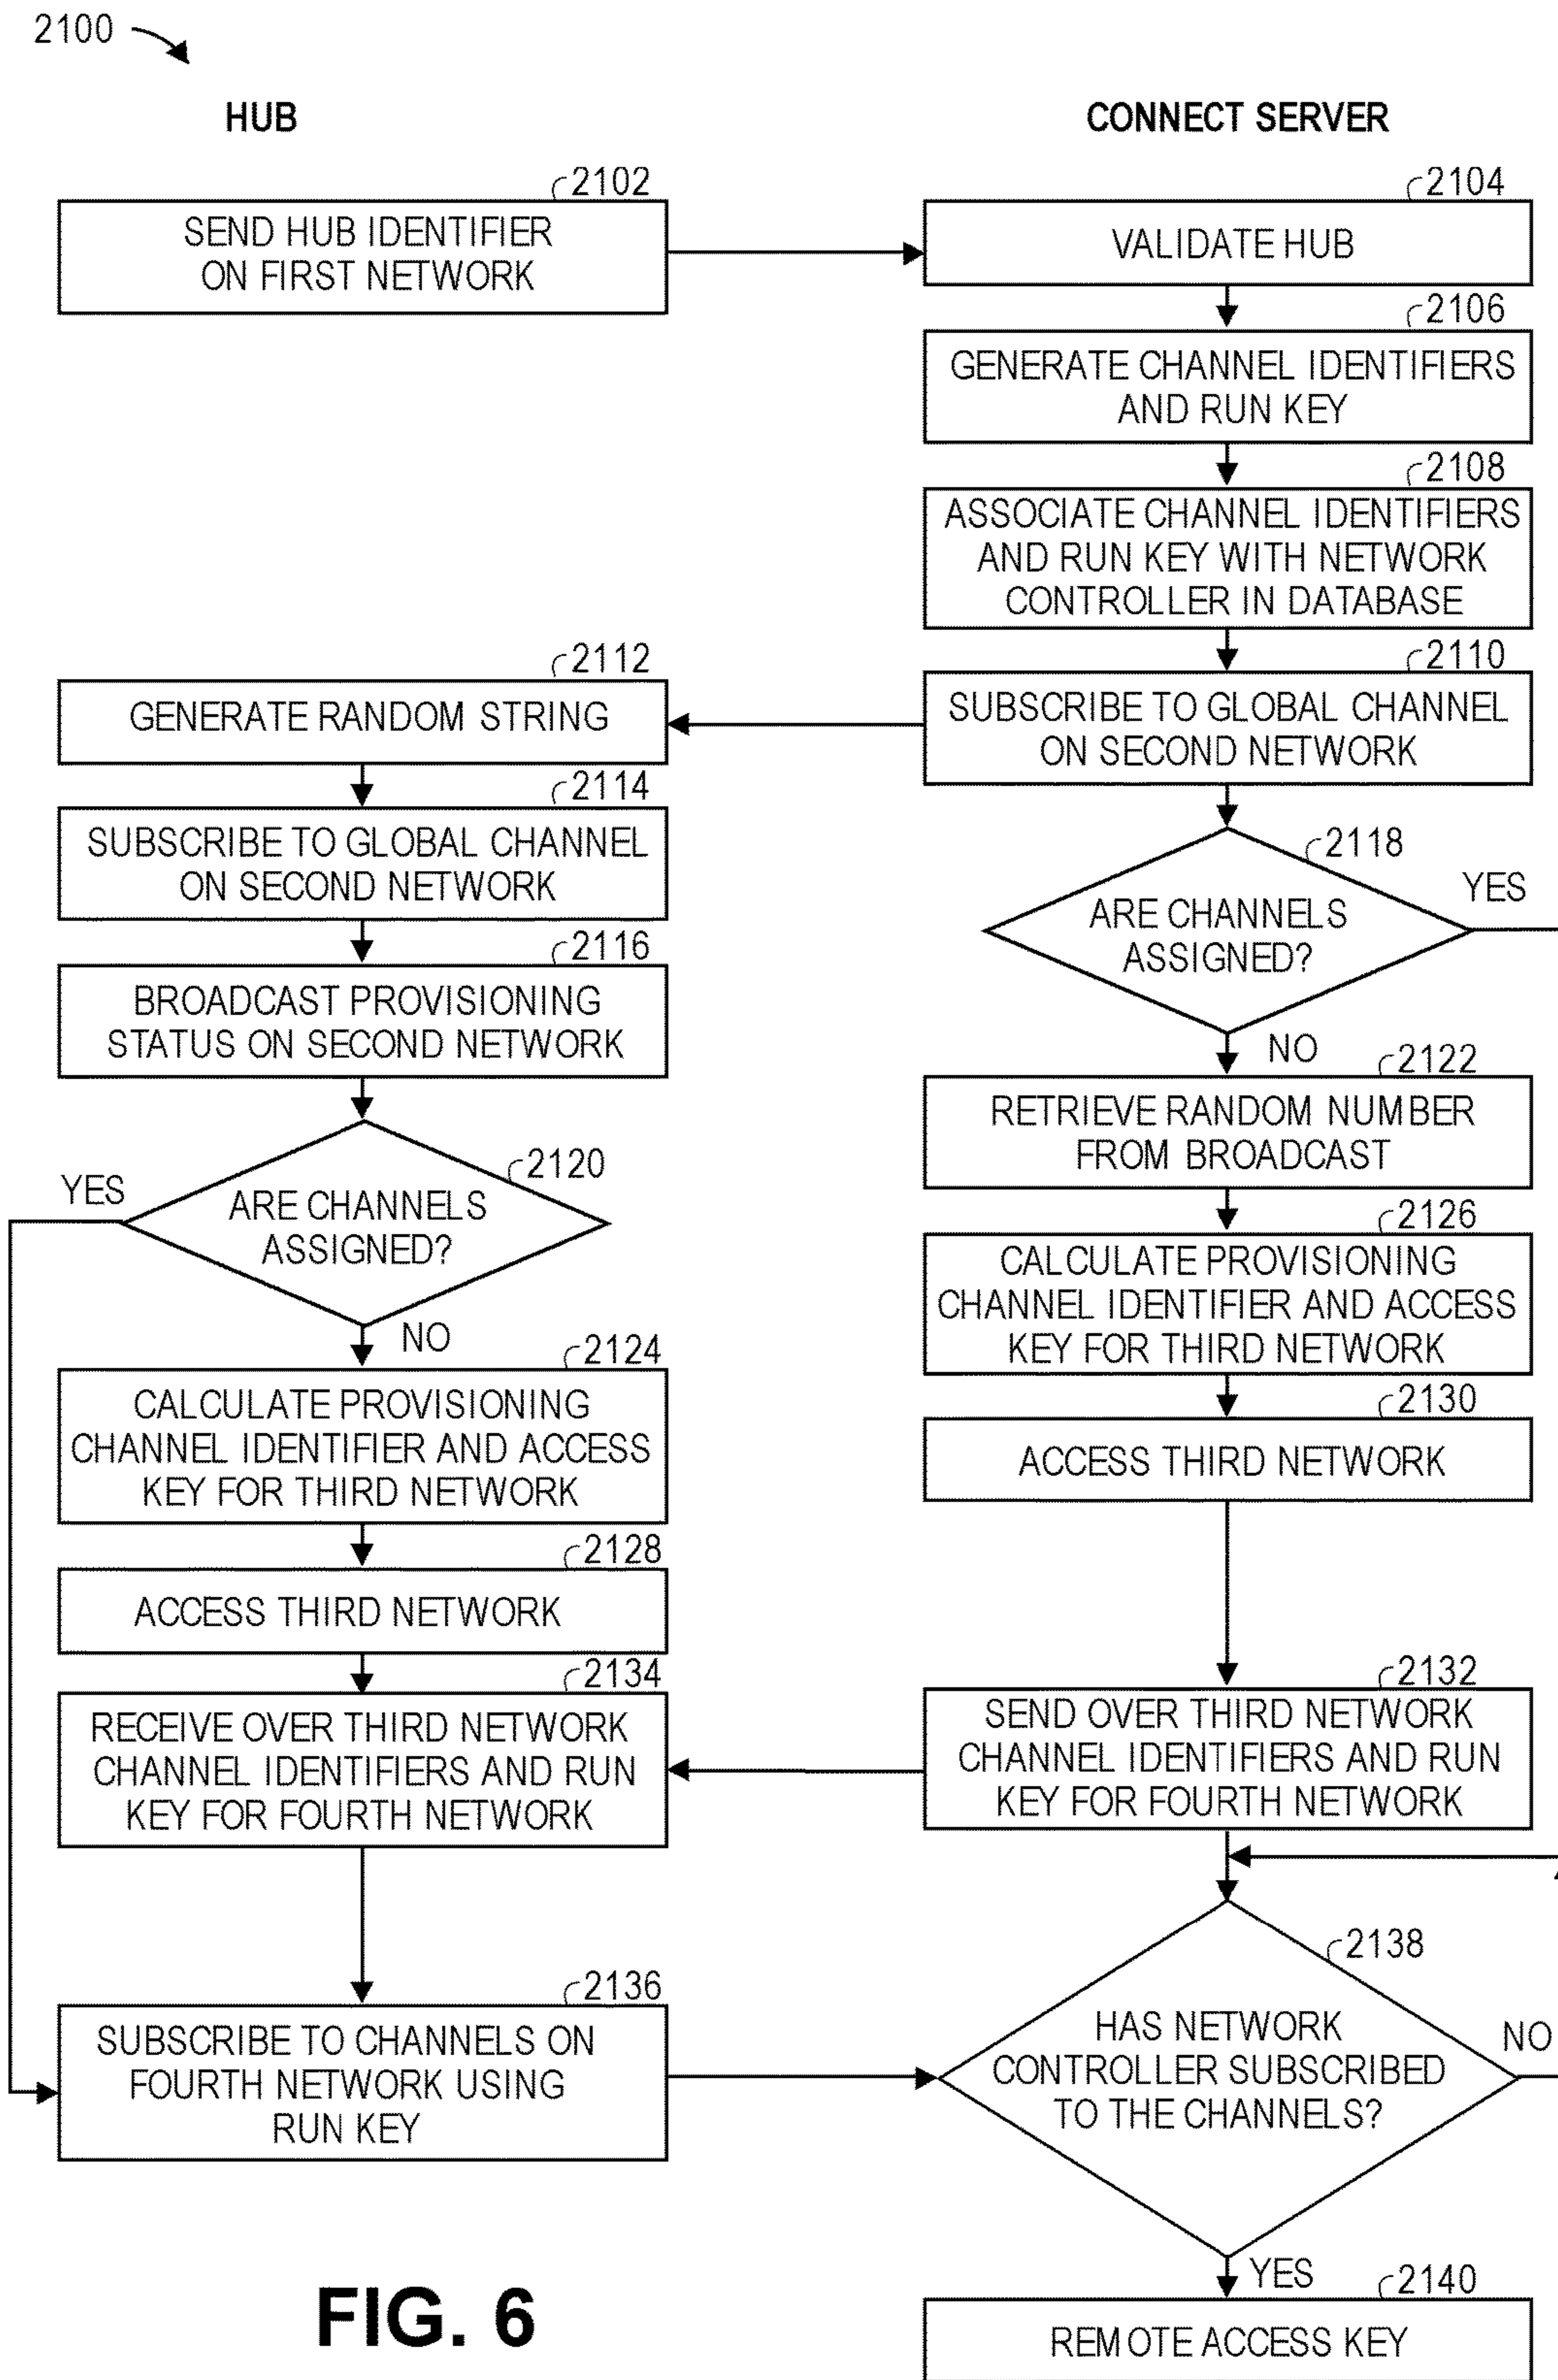 2100
HUB
CONNECT SERVER
2102
SEND HUB IDENTIFIER
ON FIRST NETWORK
2104
VALIDATE HUB
2106
GENERATE CHANNEL IDENTIFIERS
AND RUN KEY
2108
ASSOCIATE CHANNEL IDENTIFIERS
AND RUN KEY WITH NETWORK
CONTROLLER IN DATABASE
2110
SUBSCRIBE TO GLOBAL CHANNEL
ON SECOND NETWORK
2112
GENERATE RANDOM STRING
2114
SUBSCRIBE TO GLOBAL CHANNEL
ON SECOND NETWORK
2116
BROADCAST PROVISIONING
STATUS ON SECOND NETWORK
2118
ARE CHANNELS
ASSIGNED?
YES
NO
2120
ARE CHANNELS
ASSIGNED?
YES
NO
2122
RETRIEVE RANDOM NUMBER
FROM BROADCAST
2124
CALCULATE PROVISIONING
CHANNEL IDENTIFIER AND ACCESS
KEY FOR THIRD NETWORK
2126
CALCULATE PROVISIONING
CHANNEL IDENTIFIER AND ACCESS
KEY FOR THIRD NETWORK
2128
ACCESS THIRD NETWORK
2130
ACCESS THIRD NETWORK
2132
SEND OVER THIRD NETWORK
CHANNEL IDENTIFIERS AND RUN
KEY FOR FOURTH NETWORK
2134
RECEIVE OVER THIRD NETWORK
CHANNEL IDENTIFIERS AND RUN
KEY FOR FOURTH NETWORK
2136
SUBSCRIBE TO CHANNELS ON
FOURTH NETWORK USING
RUN KEY
2138
HAS NETWORK
CONTROLLER SUBSCRIBED
TO THE CHANNELS?
NO
YES
2140
REMOTE ACCESS KEY
FIG. 6